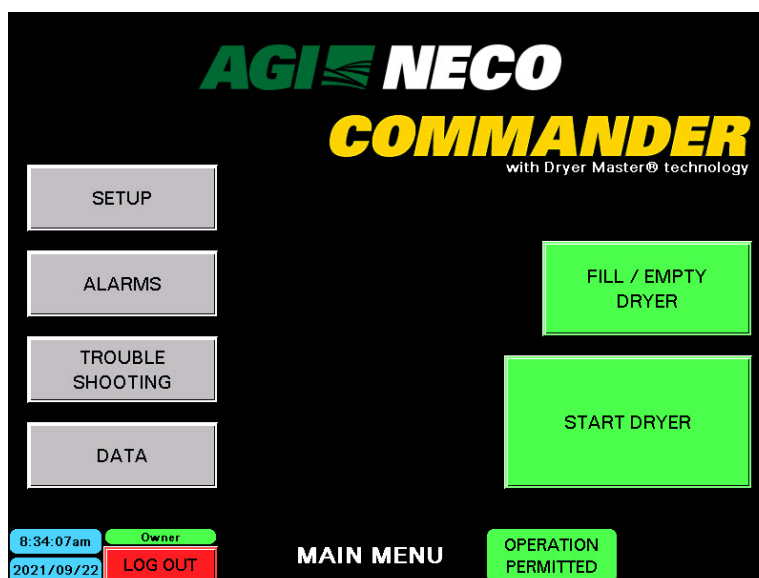 AGI NECO
COMMANDER
with Dryer Master® technology
SETUP
ALARMS
TROUBLE
SHOOTING
DATA
FILL / EMPTY
DRYER
START DRYER
8:34:07am
2021/09/22
Owner
LOG OUT
MAIN MENU
OPERATION
PERMITTED